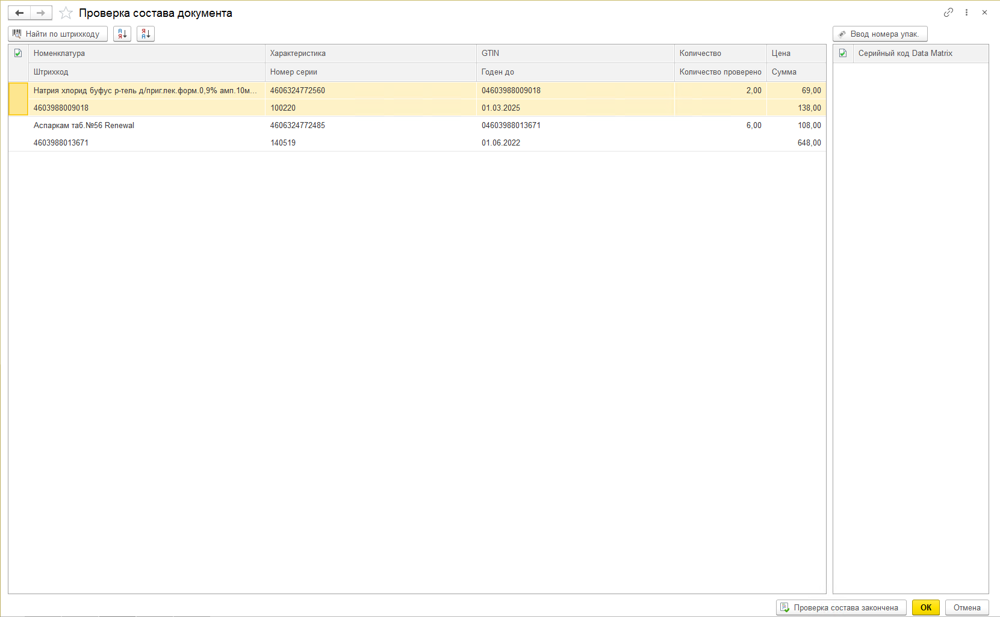 Проверка состава документа
Найти по штрихкоду
Ввод номера упак.
Номенклатура Характеристика GTIN Количество Цена
Серийный код Data Matrix
Штрихкод Номер серии Годен до Количество проверено Сумма
Натрия хлорид буфус р-тель д/приг.лек.форм.0,9% амп.10м... 4606324772560 04603988009018 2,00 69,00
4603988009018 100220 01.03.2025 138,00
Аспаркам таб.№56 Renewal 4606324772485 04603988013671 6,00 108,00
4603988013671 140519 01.06.2022 648,00
Проверка состава закончена ОК Отмена